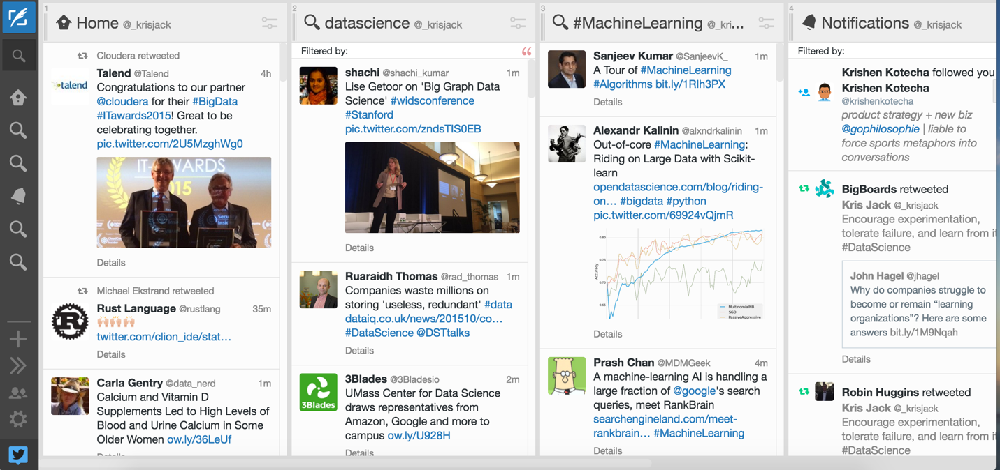 1
Home @_krisjack
Cloudera retweeted
talend
Talend @Talend
4h
Congratulations to our partner
@cloudera for their #BigData
#ITawards2015! Great to be
celebrating together.
pic.twitter.com/2U5MzghWg0
IT-AWARDS
2015
Details
Michael Ekstrand retweeted
R
Rust Language @rustlang
35m
twitter.com/clion_ide/stat…
Details
Carla Gentry @data_nerd
1m
Calcium and Vitamin D
Supplements Led to High Levels of
Blood and Urine Calcium in Some
Older Women ow.ly/36LeUf
Details
2
datascience @_krisjack
Filtered by:
shachi @shachi_kumar
1m
Lise Getoor on 'Big Graph Data
Science' #widsconference
#Stanford
pic.twitter.com/zndsTIS0EB
Details
Ruaraidh Thomas @rad_thomas
1m
Companies waste millions on
storing 'useless, redundant' #data
dataiq.co.uk/news/201510/co…
#DataScience @DSTtalks
Details
3Blades
3Blades @3Bladesio
2m
UMass Center for Data Science
draws representatives from
Amazon, Google and more to
campus ow.ly/U928H
Details
3
#MachineLearning @_kri...
Sanjeev Kumar @SanjeevK_
1m
A Tour of #MachineLearning
#Algorithms bit.ly/1RIh3PX
Details
Alexandr Kalinin @alxndrkalinin
1m
Out-of-core #MachineLearning:
Riding on Large Data with Scikit-
learn
opendatascience.com/blog/riding-
on… #bigdata #python
pic.twitter.com/69924vQjmR
0.80
0.75
0.70
0.65
Accuracy
MultinomialNB
SGD
PassiveAggressive
Details
Prash Chan @MDMGeek
4m
A machine-learning AI is handling a
large fraction of @google's search
queries, meet RankBrain
searchengineland.com/meet-
rankbrain… #MachineLearning
Details
4
Notifications @_krisjack
Filtered by:
Krishen Kotecha followed you
Krishen Kotecha
@krishenkotecha
product strategy + new biz
@gophilosophie | liable to
force sports metaphors into
conversations
BigBoards retweeted
Kris Jack @_krisjack
Encourage experimentation,
tolerate failure, and learn from it
#DataScience
John Hagel @jhagel
Why do companies struggle to
become or remain “learning
organizations”? Here are some
answers bit.ly/1M9Nqah
Details
Robin Huggins retweeted
Kris Jack @_krisjack
Encourage experimentation,
tolerate failure, and learn from it
#DataScience